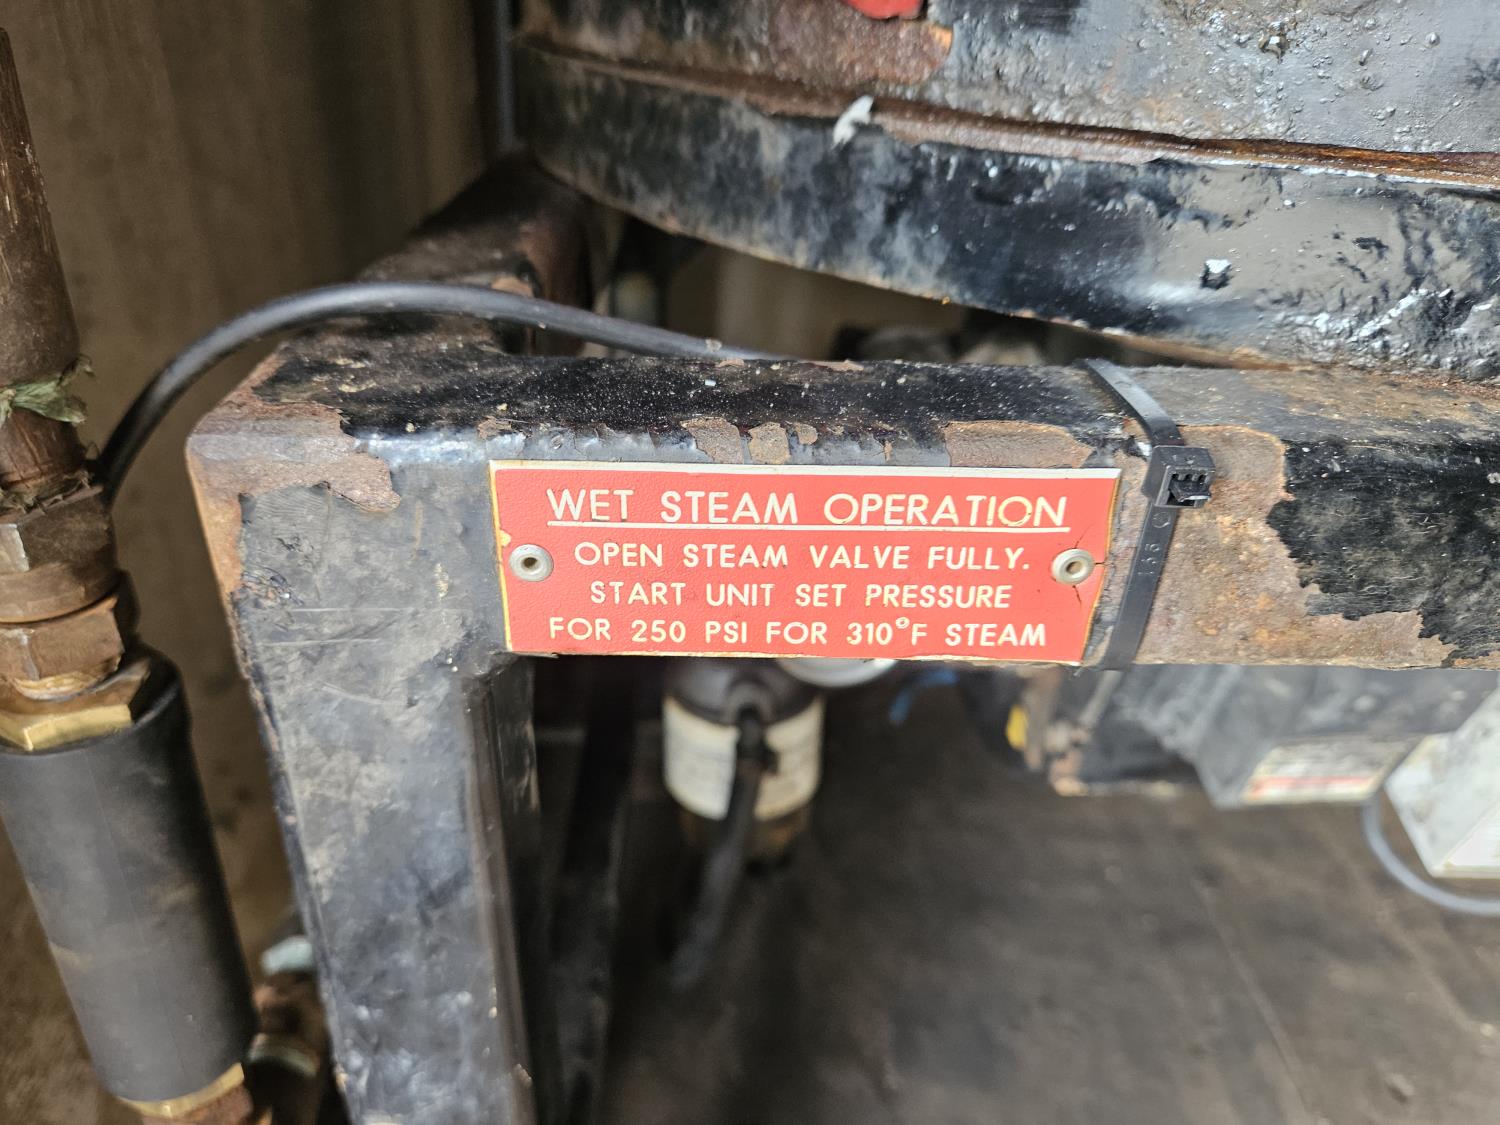 WET STEAM OPERATION
OPEN STEAM VALVE FULLY.
START UNIT SET PRESSURE
FOR 250 PSI FOR 310°F STEAM